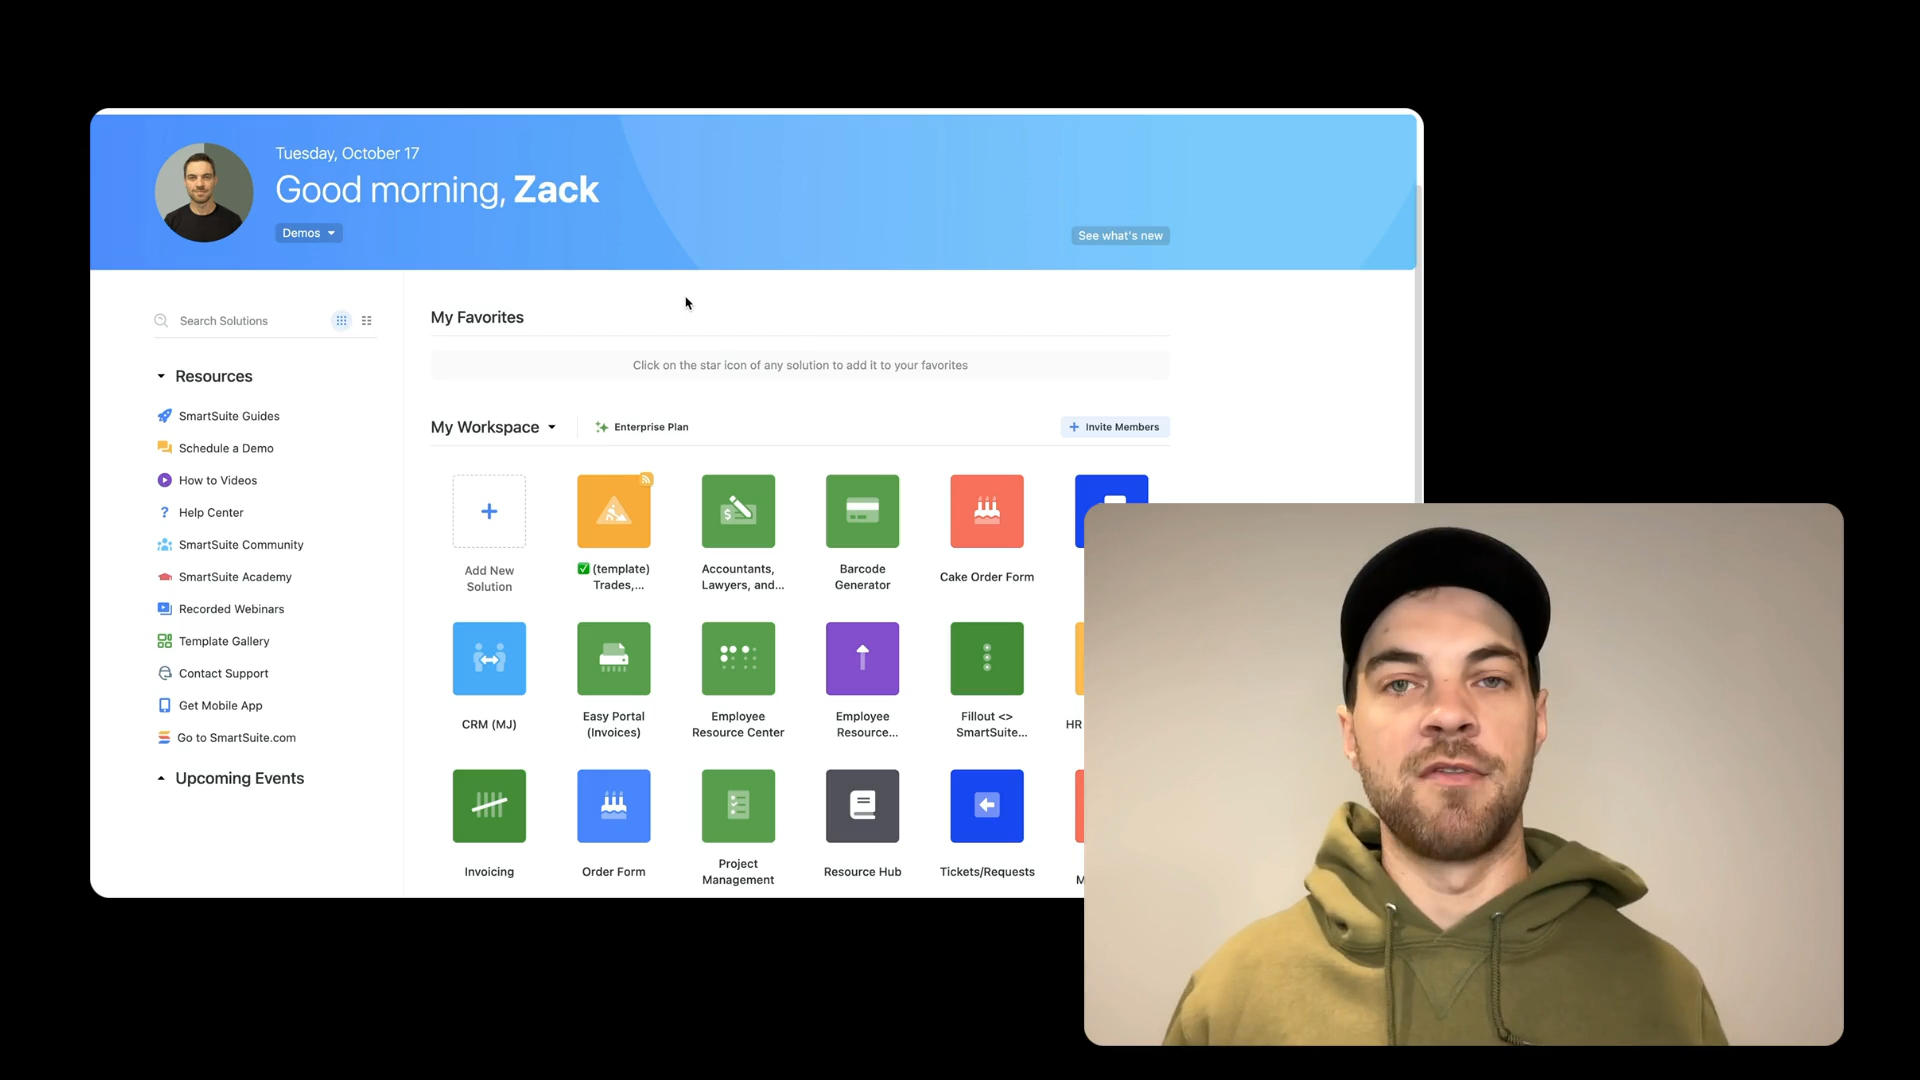 Tuesday, October 17
Good morning, Zack
Demos
See what's new
Search Solutions
Resources
SmartSuite Guides
Schedule a Demo
How to Videos
Help Center
SmartSuite Community
SmartSuite Academy
Recorded Webinars
Template Gallery
Contact Support
Get Mobile App
Go to SmartSuite.com
Upcoming Events
My Favorites
Click on the star icon of any solution to add it to your favorites
My Workspace
Enterprise Plan
Invite Members
Add New
Solution
✅ (template)
Trades,...
Accountants,
Lawyers, and...
Barcode
Generator
Cake Order Form
CRM (MJ)
Easy Portal
(Invoices)
Employee
Resource Center
Employee
Resource...
Fillout <>
SmartSuite...
HR
Invoicing
Order Form
Project
Management
Resource Hub
Tickets/Requests
M